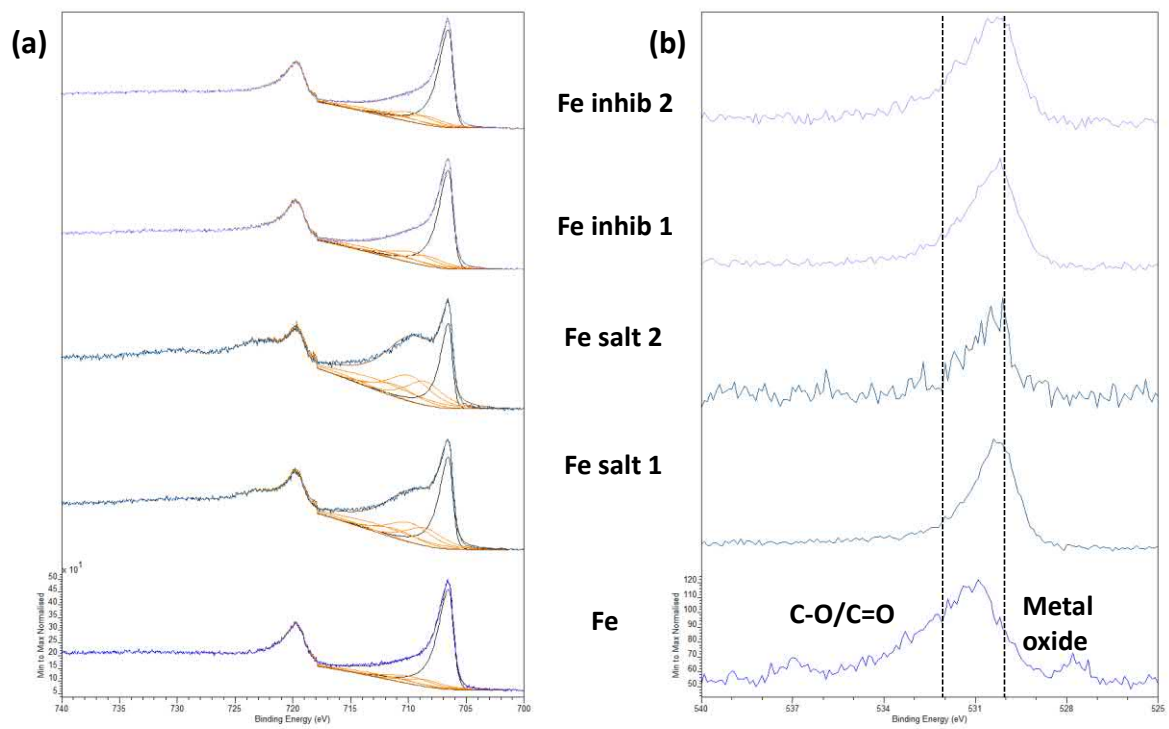 (a)
(b)
Fe inhib 2
Fe inhib 1
Fe salt 2
Fe salt 1
Fe
C-O/C=O
Metal
oxide
x 10¹
50
45
40
35
30
25
20
15
10
5
Min to Max Normalised
740 735 730 725 720 715 710 705 700
Binding Energy (eV)
120
110
100
90
80
70
60
50
Min to Max Normalised
540 537 534 531 528 525
Binding Energy (eV)